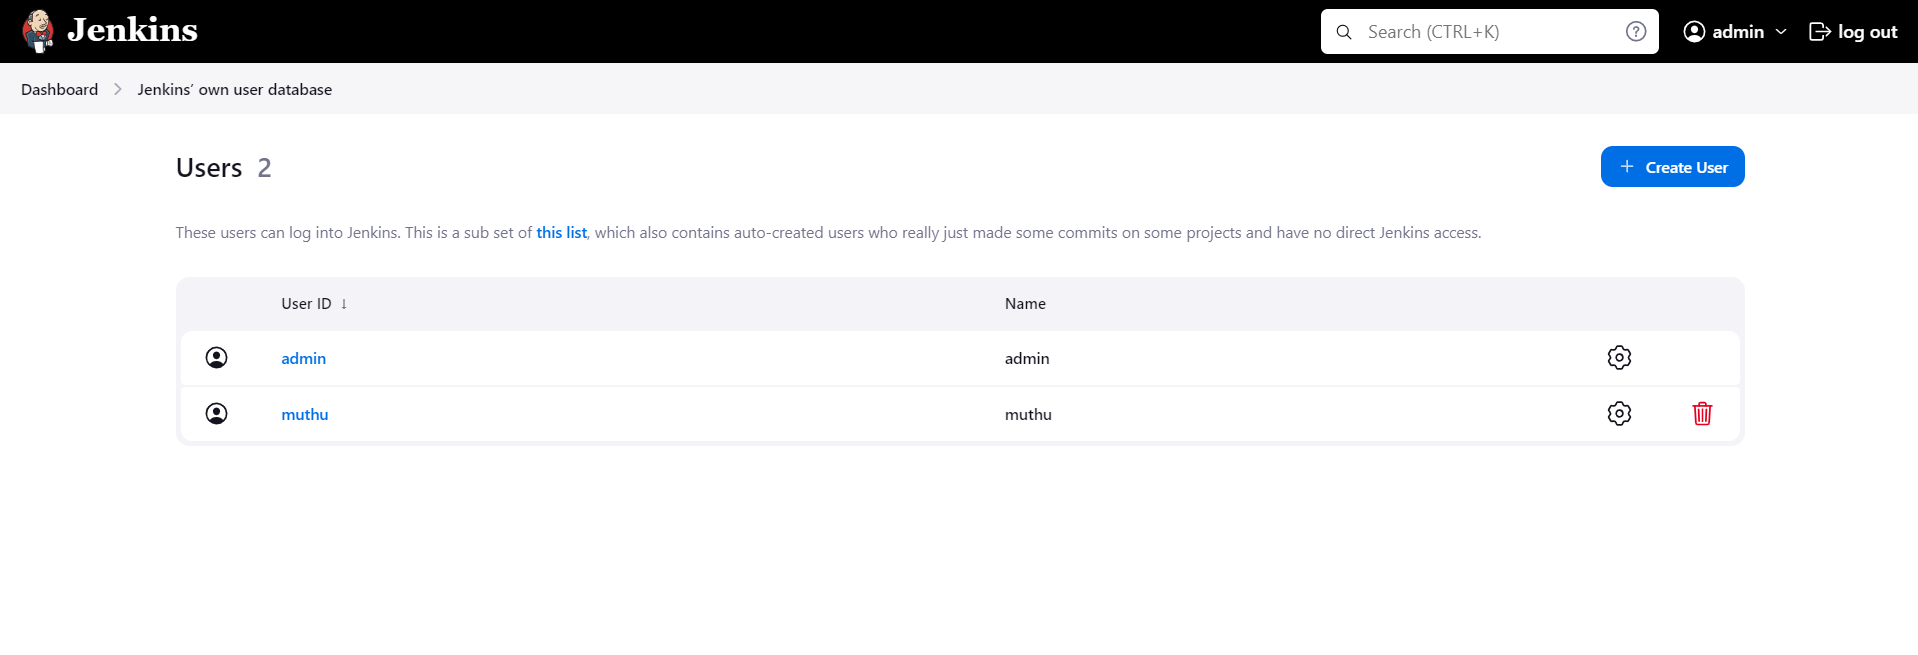 Jenkins
Search (CTRL+K)
admin
log out
Dashboard
Jenkins’ own user database
Users 2
Create User
These users can log into Jenkins. This is a sub set of this list, which also contains auto-created users who really just made some commits on some projects and have no direct Jenkins access.
User ID ↓ Name
admin admin
muthu muthu